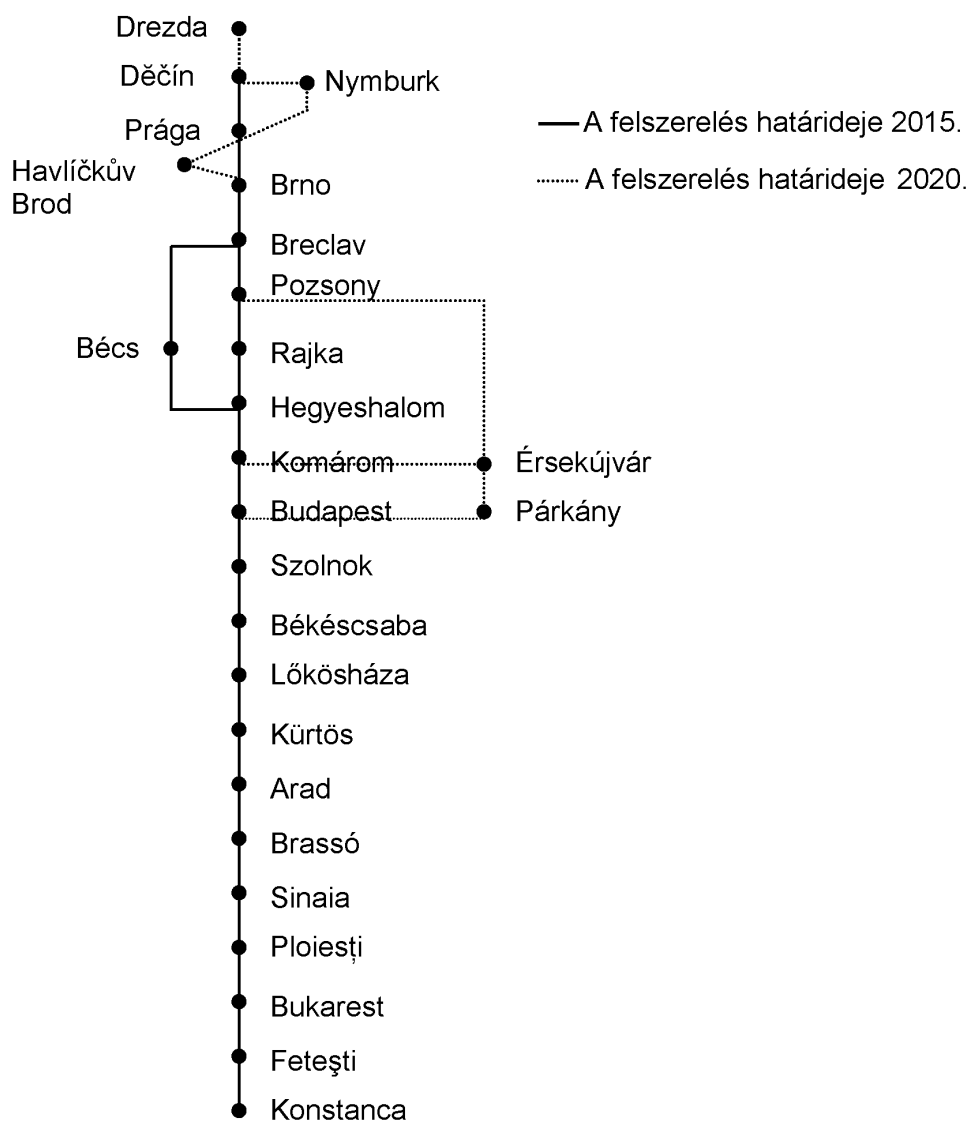 Drezda
Děčín
Nymburk
Prága
A felszerelés határideje 2015.
Havlíčkův
Brod
A felszerelés határideje 2020.
Brno
Breclav
Pozsony
Bécs
Rajka
Hegyeshalom
Komárom
Érsekújvár
Budapest
Párkány
Szolnok
Békéscsaba
Lőkösháza
Kürtös
Arad
Brassó
Sinaia
Ploiești
Bukarest
Feteşti
Konstanca